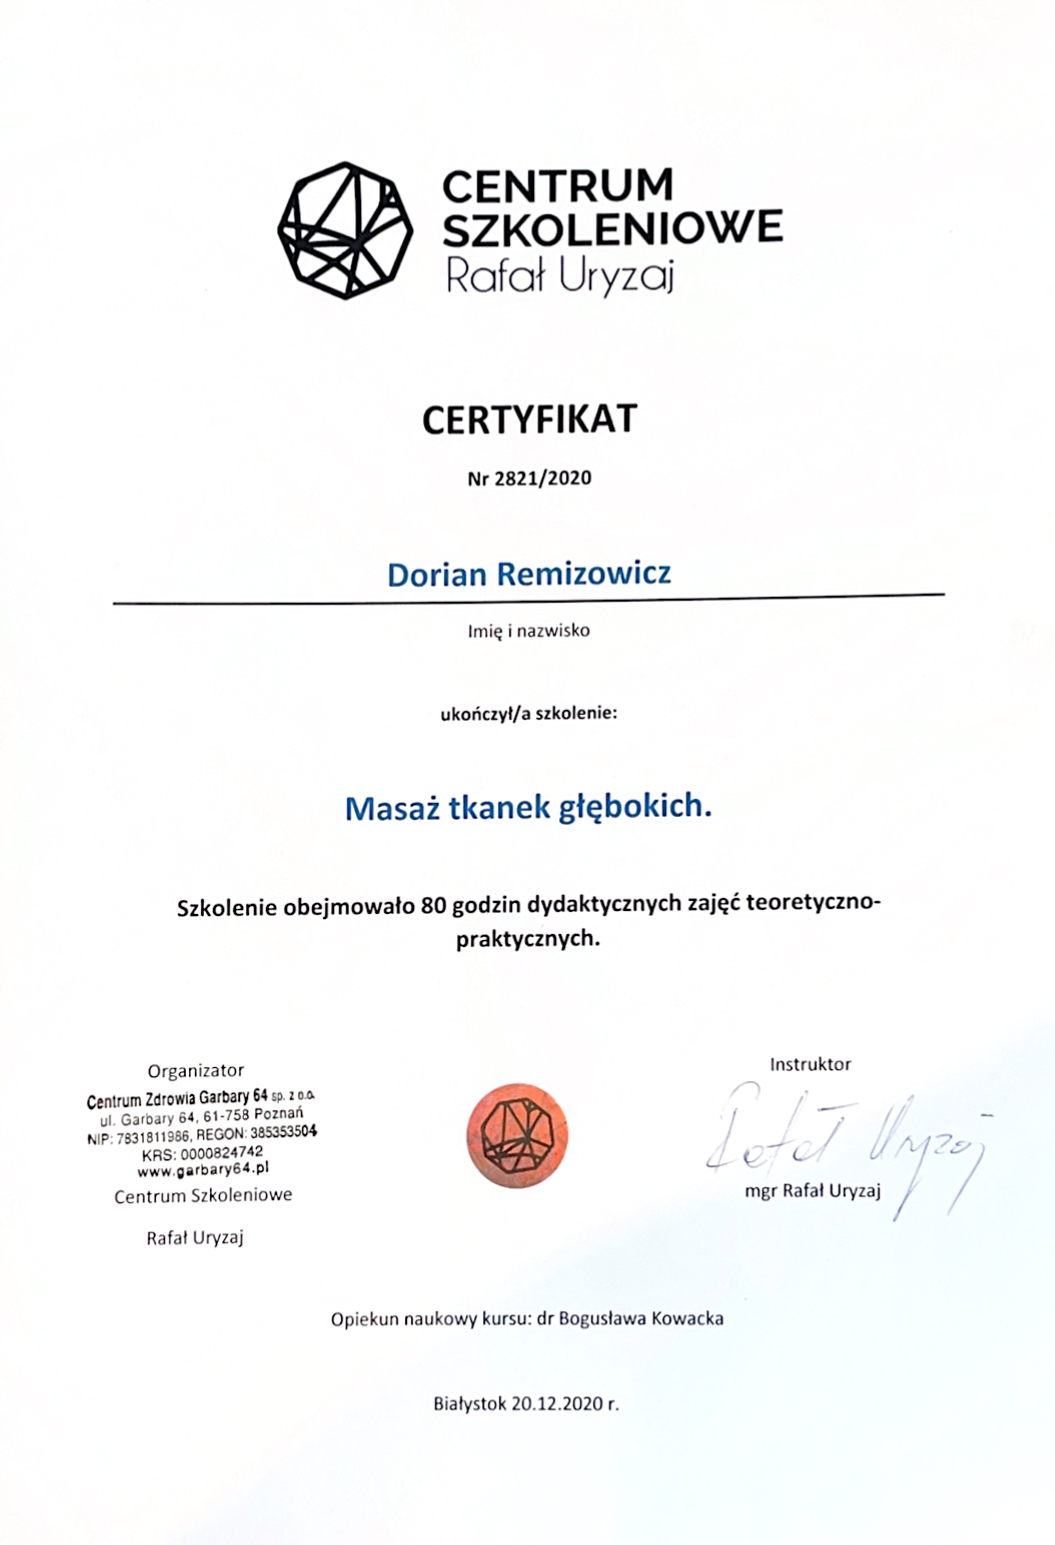 CENTRUM
SZKOLENIOWE
Rafał Uryzaj
CERTYFIKAT
Nr 2821/2020
Dorian Remizowicz
Imię i nazwisko
ukończył/a szkolenie:
Masaż tkanek głębokich.
Szkolenie obejmowało 80 godzin dydaktycznych zajęć teoretyczno-
praktycznych.
Organizator
Centrum Zdrowia Garbary 64 sp. z o.o.
ul. Garbary 64, 61-758 Poznań
NIP: 7831811986, REGON: 385353504
KRS: 0000824742
www.garbary64.pl
Centrum Szkoleniowe
Rafał Uryzaj
Instruktor
Rafał Uryzaj
mgr Rafał Uryzaj
Opiekun naukowy kursu: dr Bogusława Kowacka
Białystok 20.12.2020 r.